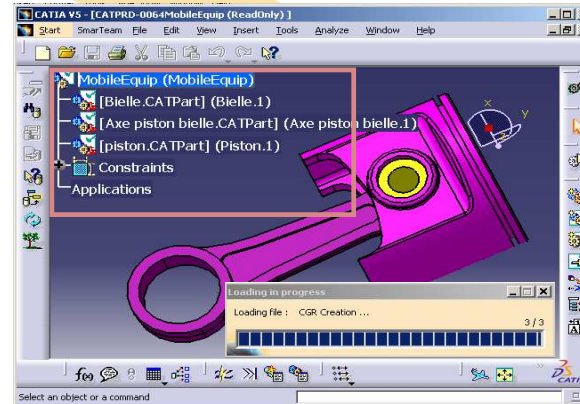 CATIA V5 - [CATPRD-0064MobileEquip (ReadOnly) ]
Start SmarTeam File Edit View Insert Tools Analyze Window Help
MobileEquip (MobileEquip)
[Bielle.CATPart] (Bielle.1)
[Axe piston bielle.CATPart] (Axe piston bielle.1)
[piston.CATPart] (Piston.1)
Constraints
Applications
x
y
Loading in progress
Loading file : CGR Creation ...
3 / 3
f(x)
CATI
Select an object or a command